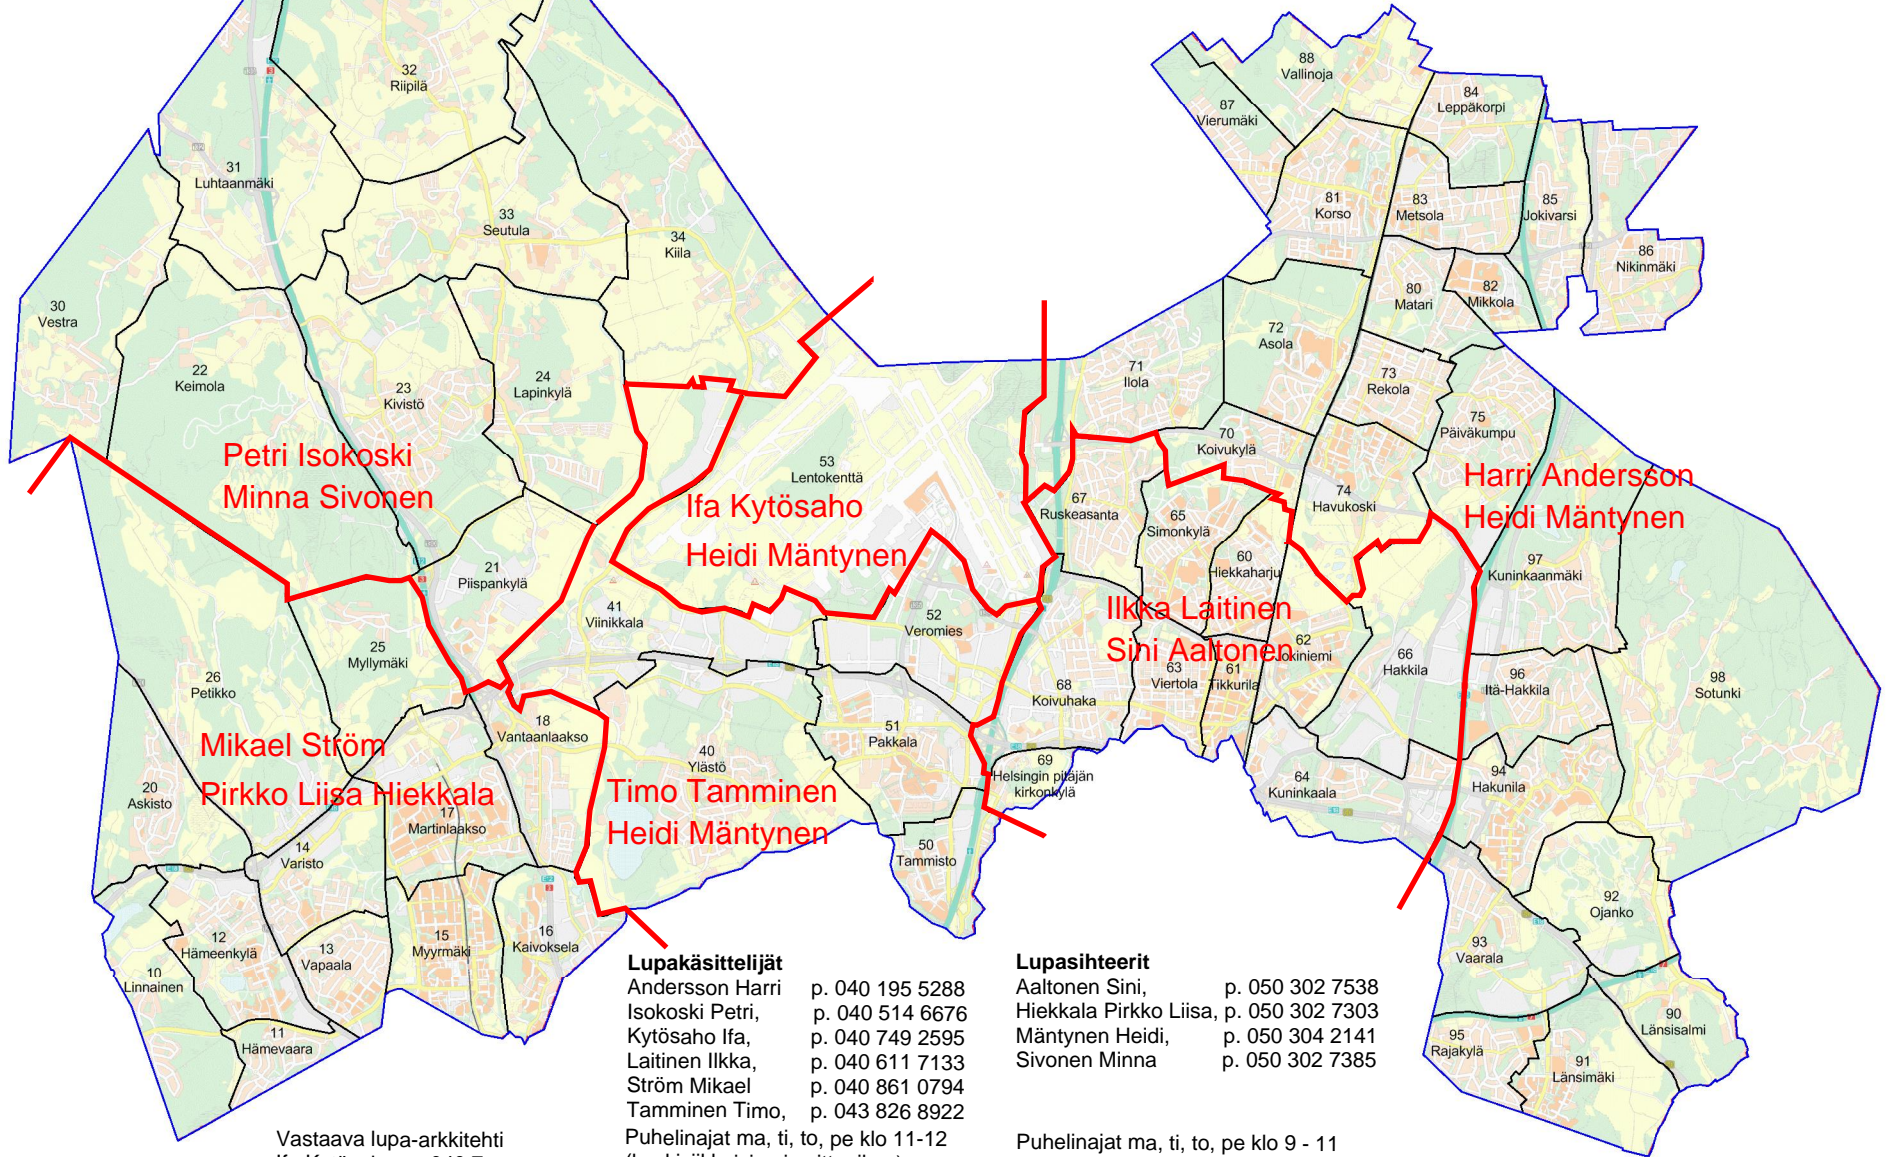 32
Riipilä
88
Vallinoja
84
Leppäkorpi
87
Vierumäki
31
Luhtaanmäki
81
Korso
83
Metsola
85
Jokivarsi
33
Seutula
34
Kiila
86
Nikinmäki
30
Vestra
80
Matari
82
Mikkola
72
Asola
22
Keimola
23
Kivistö
24
Lapinkylä
71
Ilola
73
Rekola
75
Päiväkumpu
70
Koivukylä
Petri Isokoski
Minna Sivonen
53
Lentokenttä
Ifa Kytösaho
Heidi Mäntynen
67
Ruskeasanta
65
Simonkylä
74
Havukoski
Harri Andersson
Heidi Mäntynen
60
Hiekkaharju
97
Kuninkaanmäki
21
Piispankylä
41
Viinikkala
52
Veromies
Ilkka Laitinen
Sini Aaltonen
25
Myllymäki
62
Jokiniemi
66
Hakkila
26
Petikko
63
Viertola
61
Tikkurila
68
Koivuhaka
96
Itä-Hakkila
98
Sotunki
18
Vantaanlaakso
51
Pakkala
40
Ylästö
Mikael Ström
Pirkko Liisa Hiekkala
69
Helsingin pitäjän
kirkonkylä
64
Kuninkaala
94
Hakunila
20
Askisto
17
Martinlaakso
Timo Tamminen
Heidi Mäntynen
14
Varisto
50
Tammisto
92
Ojanko
12
Hämeenkylä
13
Vapaala
15
Myyrmäki
16
Kaivoksela
93
Vaarala
10
Linnainen
11
Hämevaara
90
Länsisalmi
95
Rajakylä
91
Länsimäki
Lupakäsittelijät
Andersson Harri p. 040 195 5288
Isokoski Petri, p. 040 514 6676
Kytösaho Ifa, p. 040 749 2595
Laitinen Ilkka, p. 040 611 7133
Ström Mikael p. 040 861 0794
Tamminen Timo, p. 043 826 8922
Puhelinajat ma, ti, to, pe klo 11-12
Lupasihteerit
Aaltonen Sini, p. 050 302 7538
Hiekkala Pirkko Liisa, p. 050 302 7303
Mäntynen Heidi, p. 050 304 2141
Sivonen Minna p. 050 302 7385
Puhelinajat ma, ti, to, pe klo 9 - 11
Vastaava lupa-arkkitehti